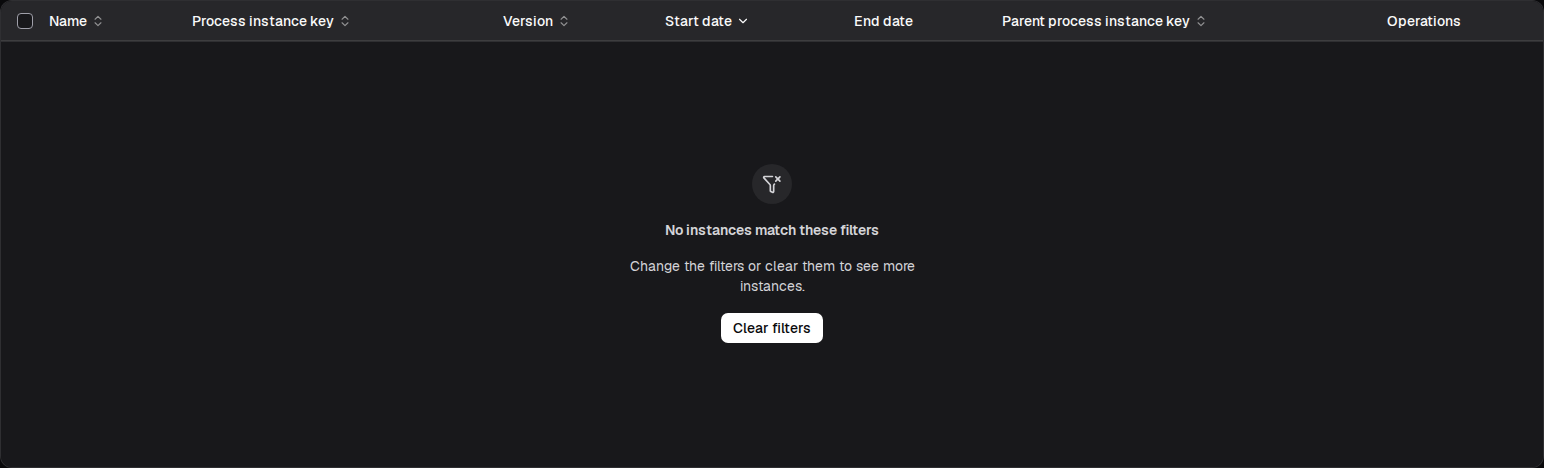 Name Process instance key Version Start date End date Parent process instance key Operations
No instances match these filters
Change the filters or clear them to see more
instances.
Clear filters